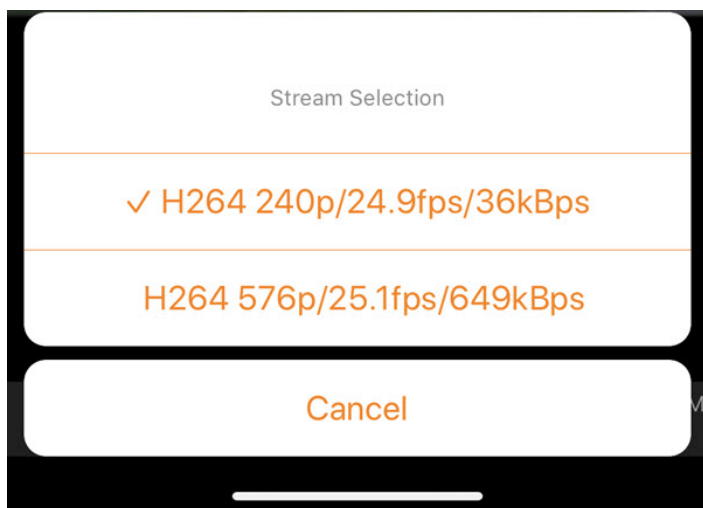 Stream Selection
✓ H264 240p/24.9fps/36kBps
H264 576p/25.1fps/649kBps
Cancel
M